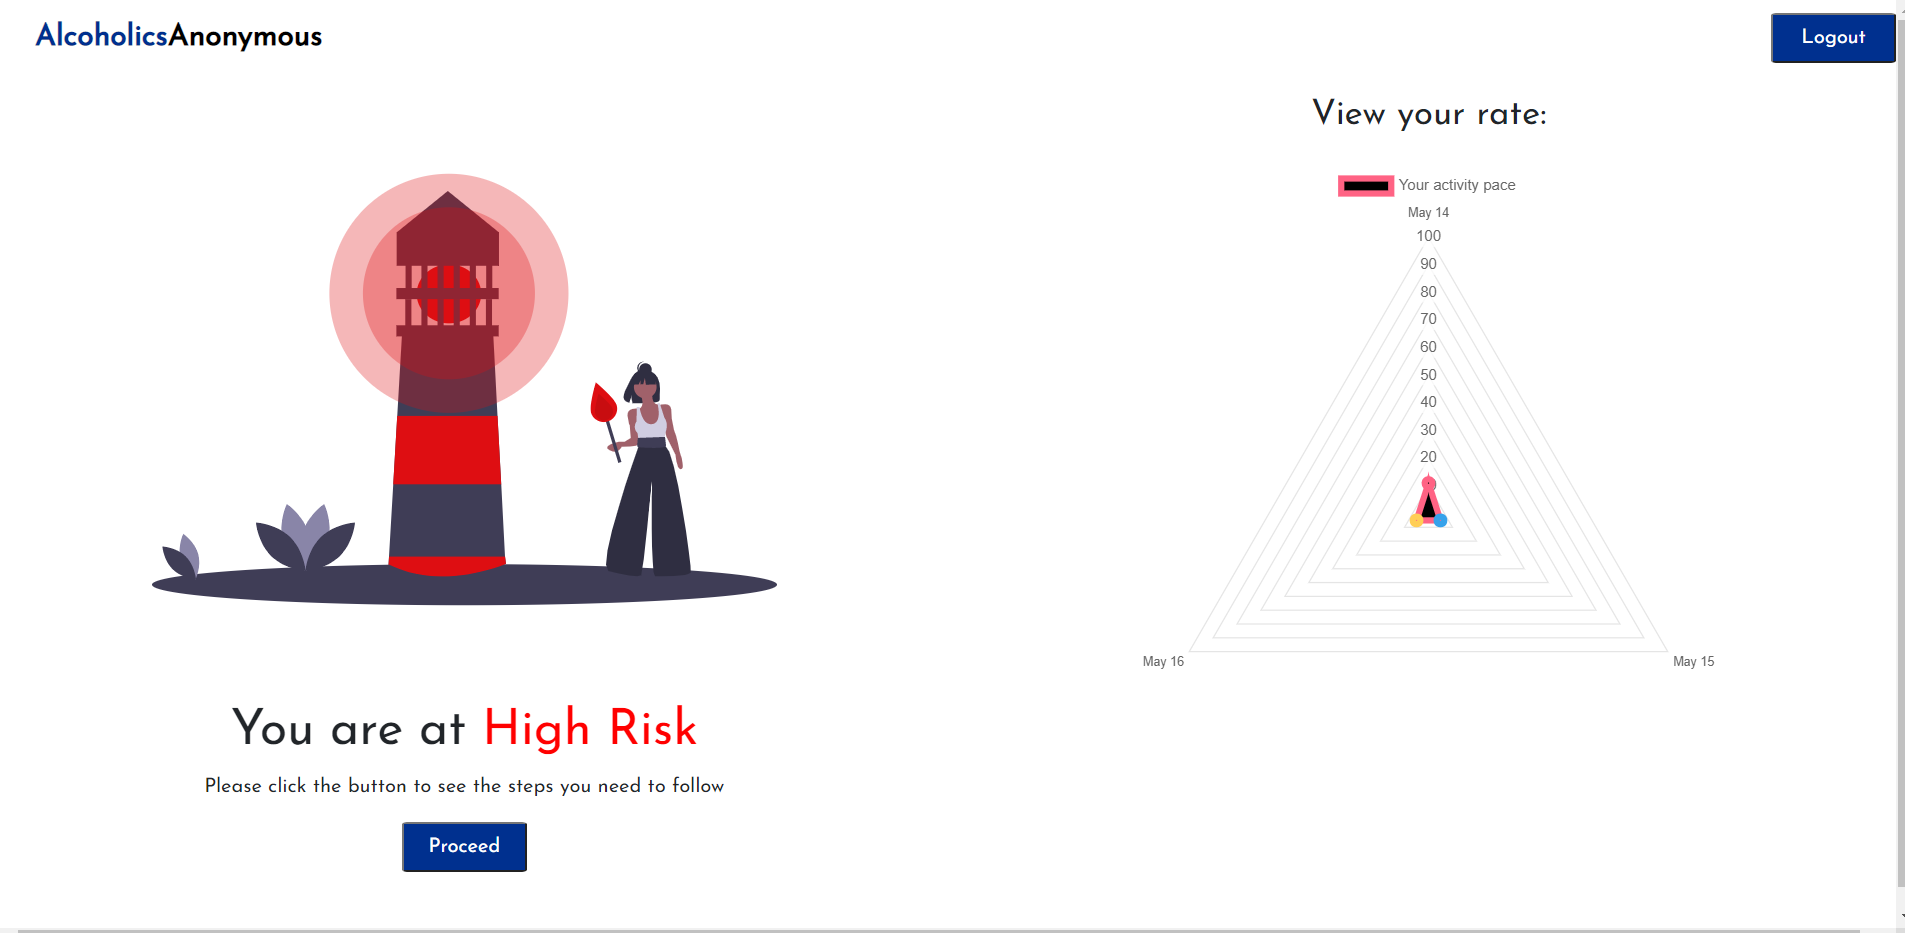 AlcoholicsAnonymous
Logout
View your rate:
Your activity pace
May 14
100
90
80
70
60
50
40
30
20
May 16
May 15
You are at High Risk
Please click the button to see the steps you need to follow
Proceed